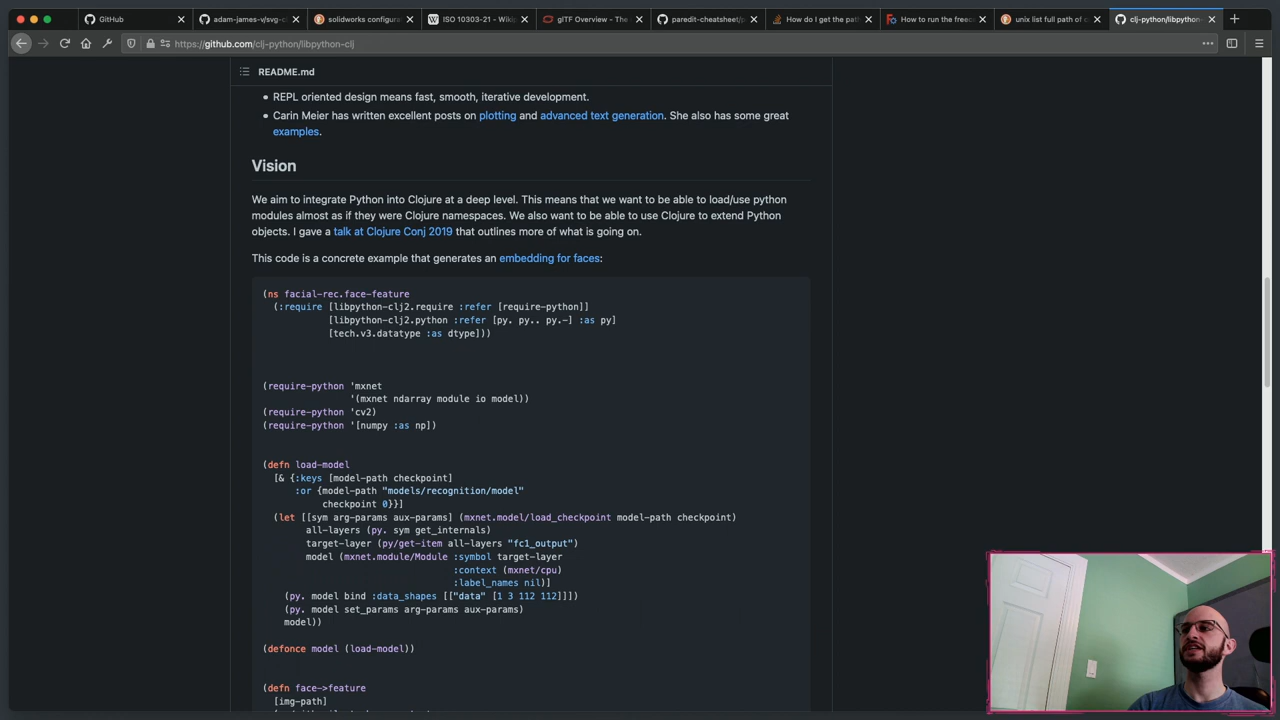 GitHub
adam-james-v/svg-c
solidworks configurat
ISO 10303-21 - Wikip
glTF Overview - The
paredit-cheatsheet/
How do I get the path
How to run the freeca
unix list full path of
clj-python/libpython-
https://github.com/clj-python/libpython-clj
README.md
REPL oriented design means fast, smooth, iterative development.
Carin Meier has written excellent posts on plotting and advanced text generation. She also has some great
examples.
Vision
We aim to integrate Python into Clojure at a deep level. This means that we want to be able to load/use python
modules almost as if they were Clojure namespaces. We also want to be able to use Clojure to extend Python
objects. I gave a talk at Clojure Conj 2019 that outlines more of what is going on.
This code is a concrete example that generates an embedding for faces:
(ns facial-rec.face-feature
(:require [libpython-clj2.require :refer [require-python]]
[libpython-clj2.python :refer [py. py.. py.-] :as py]
[tech.v3.datatype :as dtype]))
(require-python 'mxnet
'(mxnet ndarray module io model))
(require-python 'cv2)
(require-python '[numpy :as np])
(defn load-model
[& {:keys [model-path checkpoint]
:or {model-path "models/recognition/model"
checkpoint 0}}]
(let [[sym arg-params aux-params] (mxnet.model/load_checkpoint model-path checkpoint)
all-layers (py. sym get_internals)
target-layer (py/get-item all-layers "fc1_output")
model (mxnet.module/Module :symbol target-layer
:context (mxnet/cpu)
:label_names nil)]
(py. model bind :data_shapes [["data" [1 3 112 112]]])
(py. model set_params arg-params aux-params)
model))
(defonce model (load-model))
(defn face->feature
[img-path]